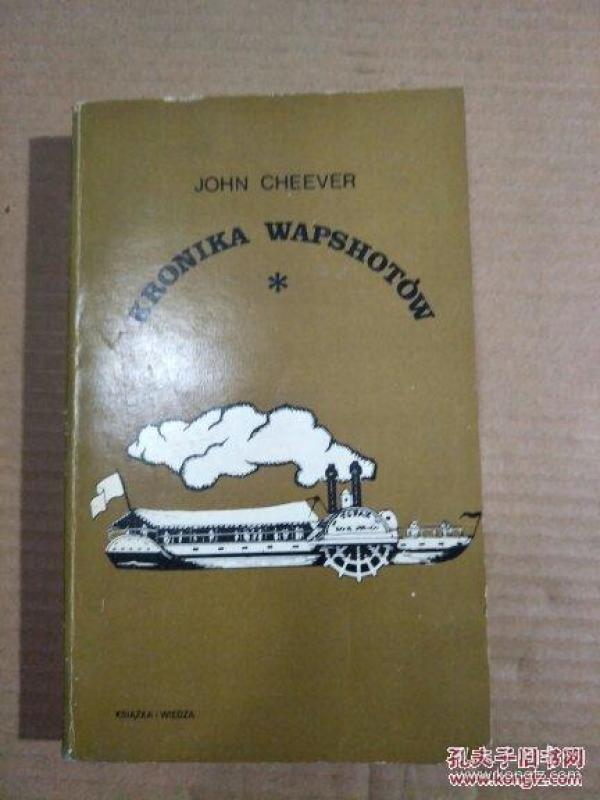 JOHN CHEEVER
KRONIKA WAPSHOTÓW
*
KSIĄŻKA i WIEDZA
孔夫子旧书网
www.kongfz.com